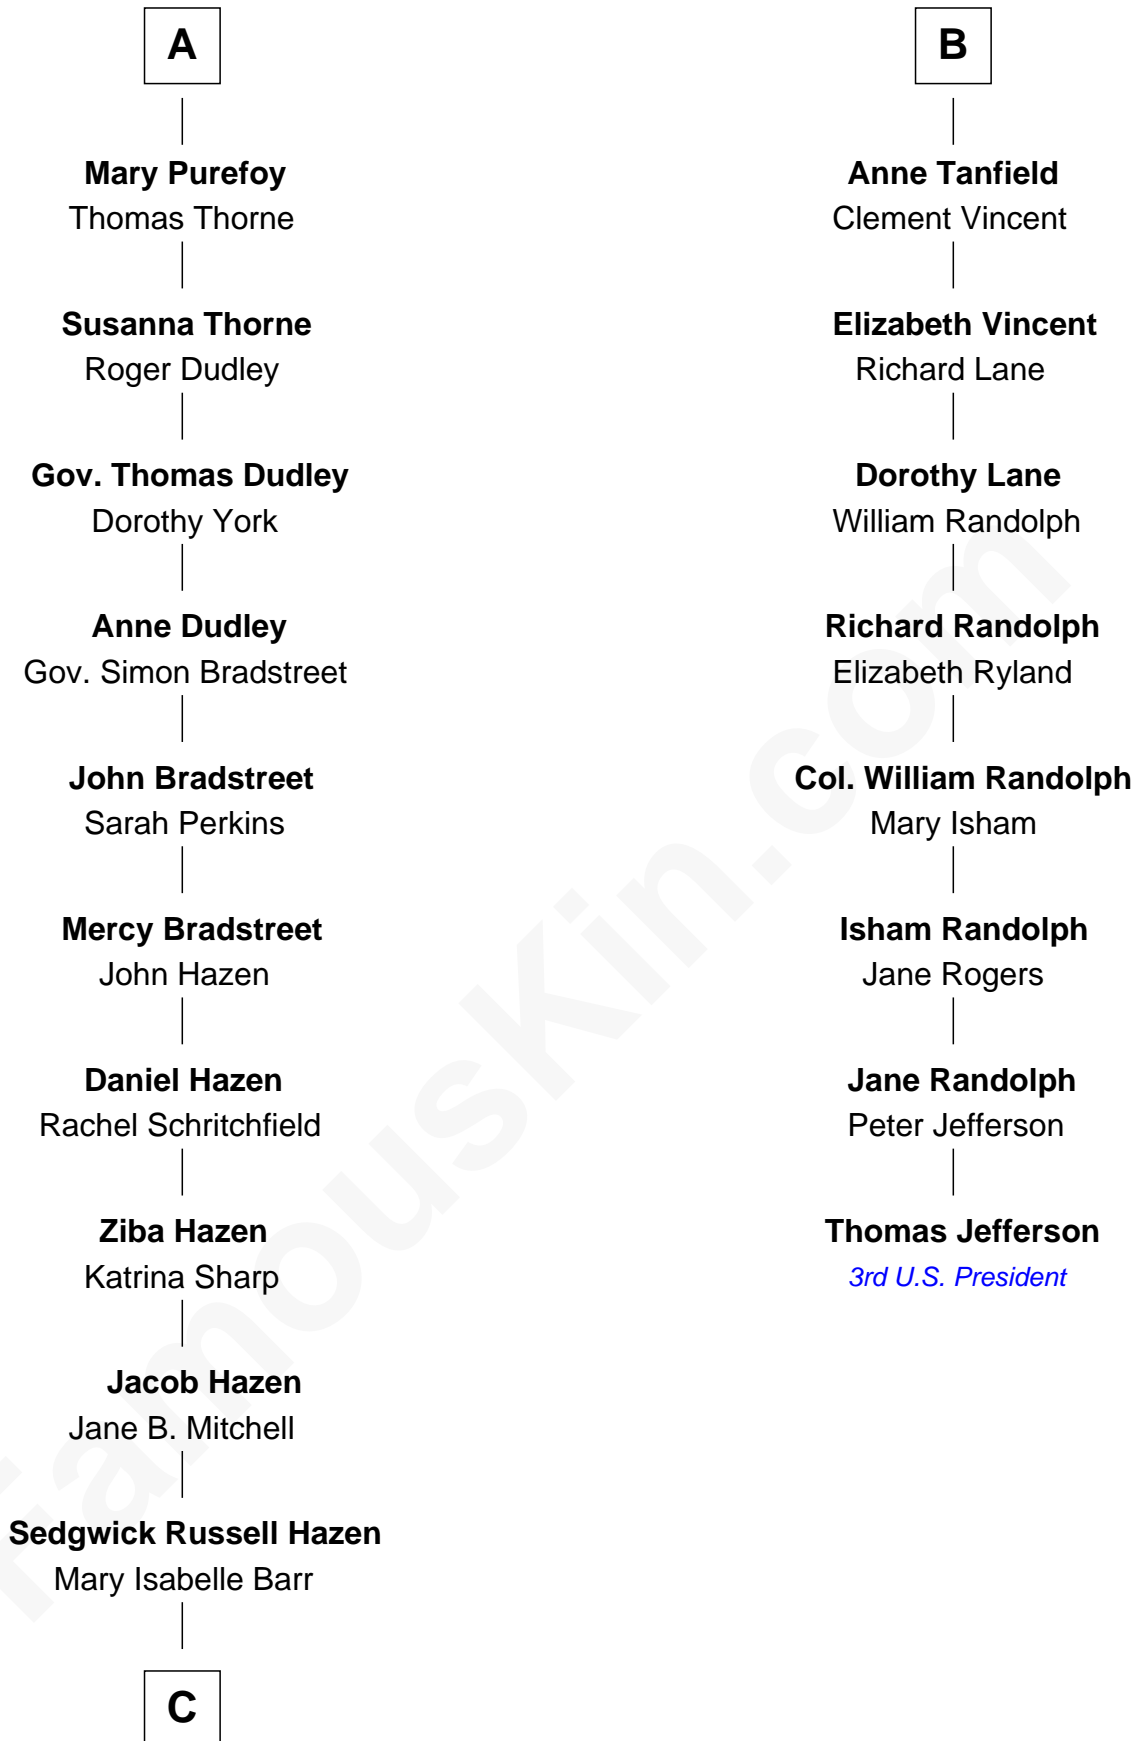 A
Mary Purefoy
Thomas Thorne
Susanna Thorne
Roger Dudley
Gov. Thomas Dudley
Dorothy York
Anne Dudley
Gov. Simon Bradstreet
John Bradstreet
Sarah Perkins
Mercy Bradstreet
John Hazen
Daniel Hazen
Rachel Schritchfield
Ziba Hazen
Katrina Sharp
Jacob Hazen
Jane B. Mitchell
Sedgwick Russell Hazen
Mary Isabelle Barr
C
B
Anne Tanfield
Clement Vincent
Elizabeth Vincent
Richard Lane
Dorothy Lane
William Randolph
Richard Randolph
Elizabeth Ryland
Col. William Randolph
Mary Isham
Isham Randolph
Jane Rogers
Jane Randolph
Peter Jefferson
Thomas Jefferson
3rd U.S. President
FamousKin.com